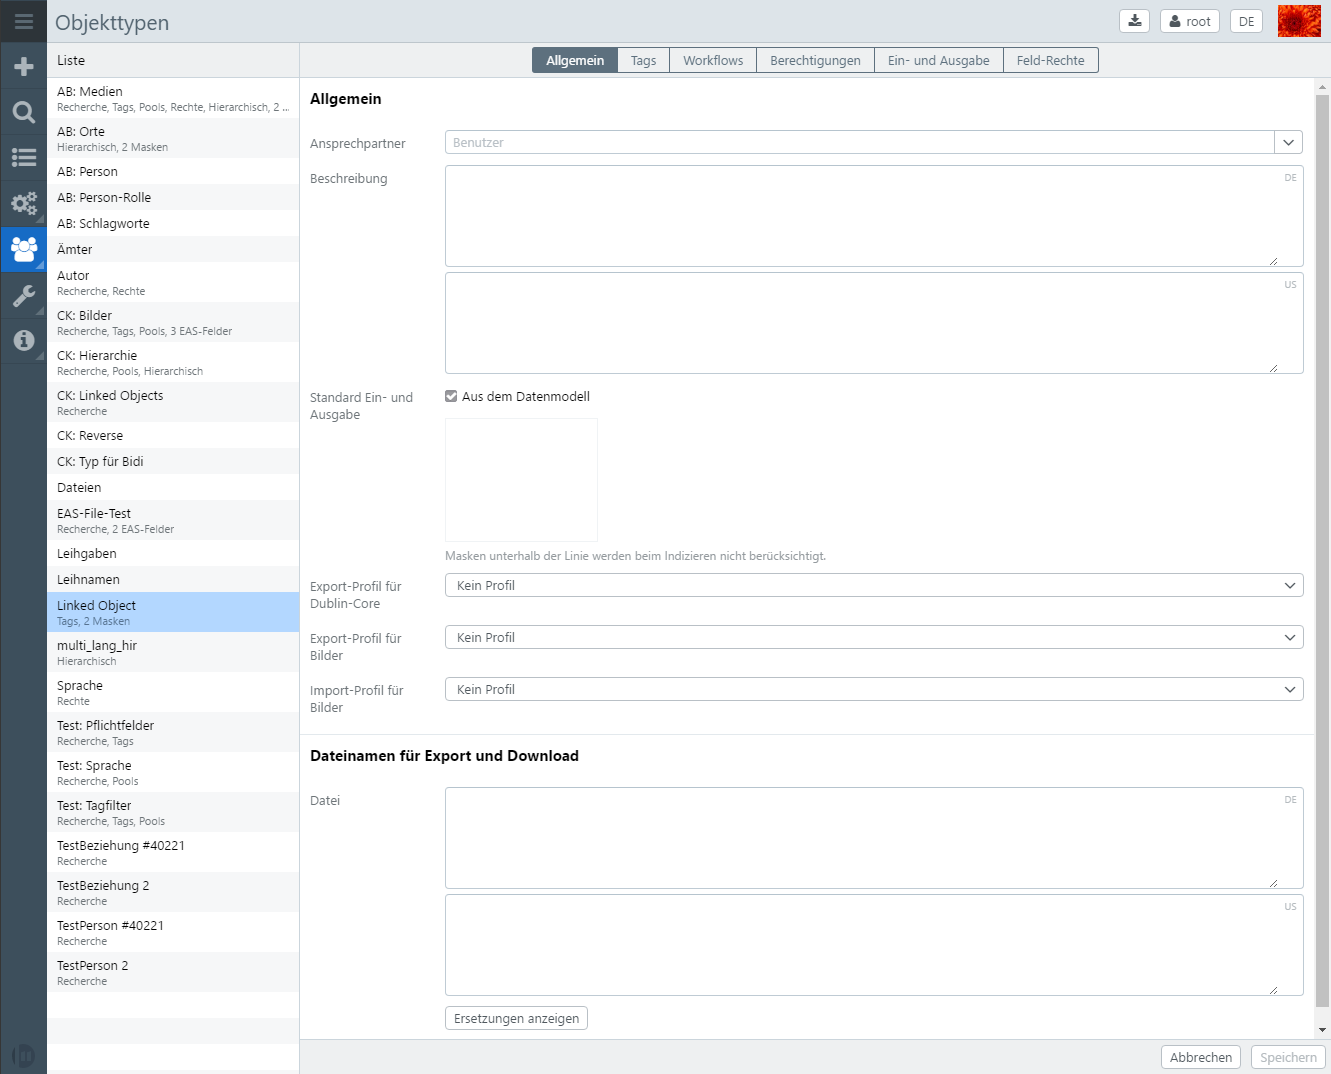 Objekttypen
root
DE
Liste
Allgemein
Tags
Workflows
Berechtigungen
Ein- und Ausgabe
Feld-Rechte
AB: Medien
Recherche, Tags, Pools, Rechte, Hierarchisch, 2 ...
AB: Orte
Hierarchisch, 2 Masken
AB: Person
AB: Person-Rolle
AB: Schlagworte
Ämter
Autor
Recherche, Rechte
CK: Bilder
Recherche, Tags, Pools, 3 EAS-Felder
CK: Hierarchie
Recherche, Pools, Hierarchisch
CK: Linked Objects
Recherche
CK: Reverse
CK: Typ für Bidi
Dateien
EAS-File-Test
Recherche, 2 EAS-Felder
Leihgaben
Leihnamen
Linked Object
Tags, 2 Masken
multi_lang_hir
Hierarchisch
Sprache
Rechte
Test: Pflichtfelder
Recherche, Tags
Test: Sprache
Recherche, Pools
Test: Tagfilter
Recherche, Tags, Pools
TestBeziehung #40221
Recherche
TestBeziehung 2
Recherche
TestPerson #40221
Recherche
TestPerson 2
Recherche
Allgemein
Ansprechpartner
Benutzer
Beschreibung
DE
US
Standard Ein- und
Ausgabe
Aus dem Datenmodell
Masken unterhalb der Linie werden beim Indizieren nicht berücksichtigt.
Export-Profil für
Dublin-Core
Kein Profil
Export-Profil für
Bilder
Kein Profil
Import-Profil für
Bilder
Kein Profil
Dateinamen für Export und Download
Datei
DE
US
Ersetzungen anzeigen
Abbrechen
Speichern